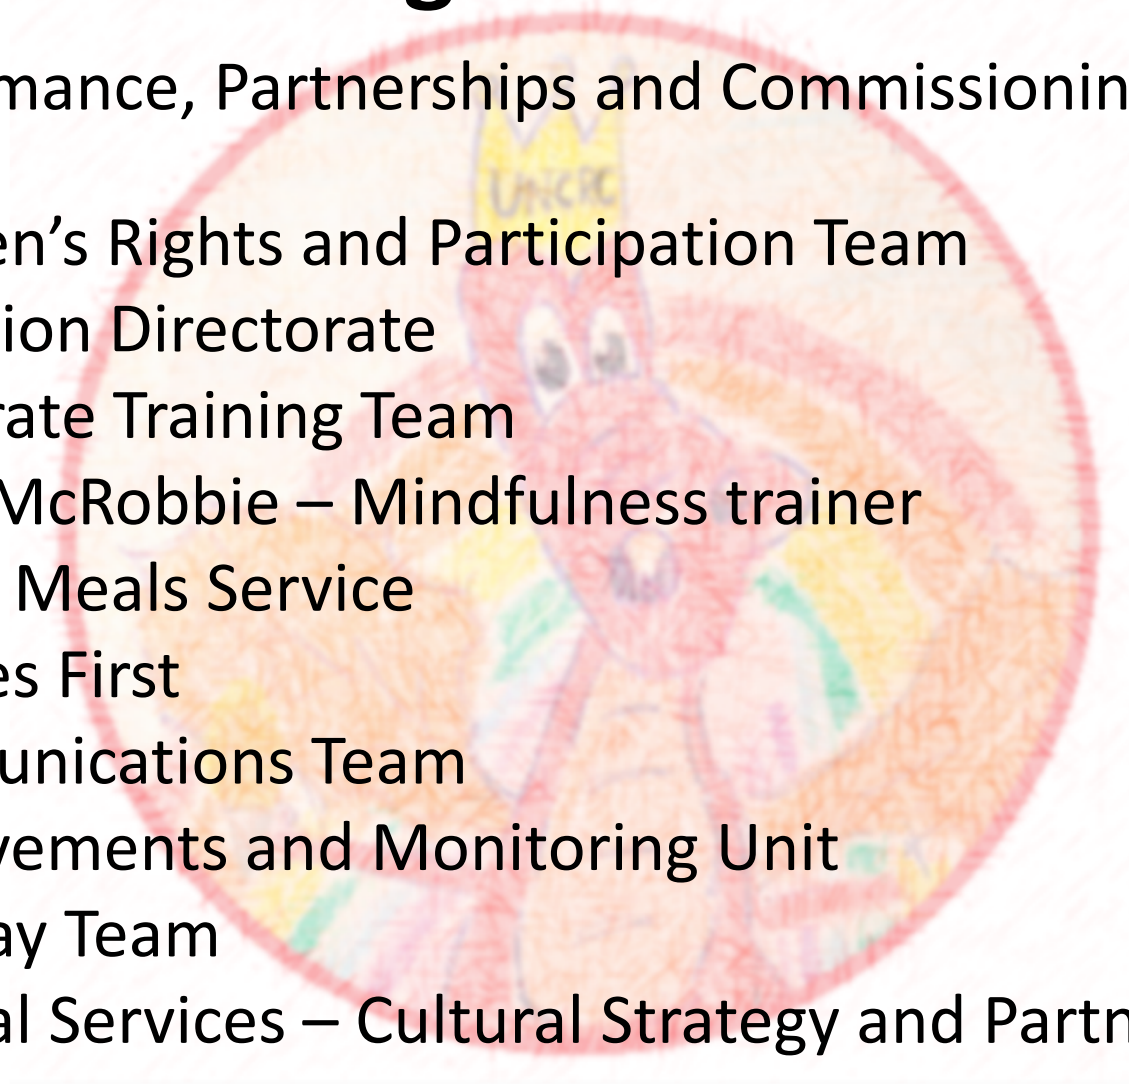 mance, Partnerships and Commissionin
UNCRC
en’s Rights and Participation Team
ion Directorate
rate Training Team
McRobbie – Mindfulness trainer
Meals Service
es First
unications Team
vements and Monitoring Unit
ay Team
al Services – Cultural Strategy and Partn